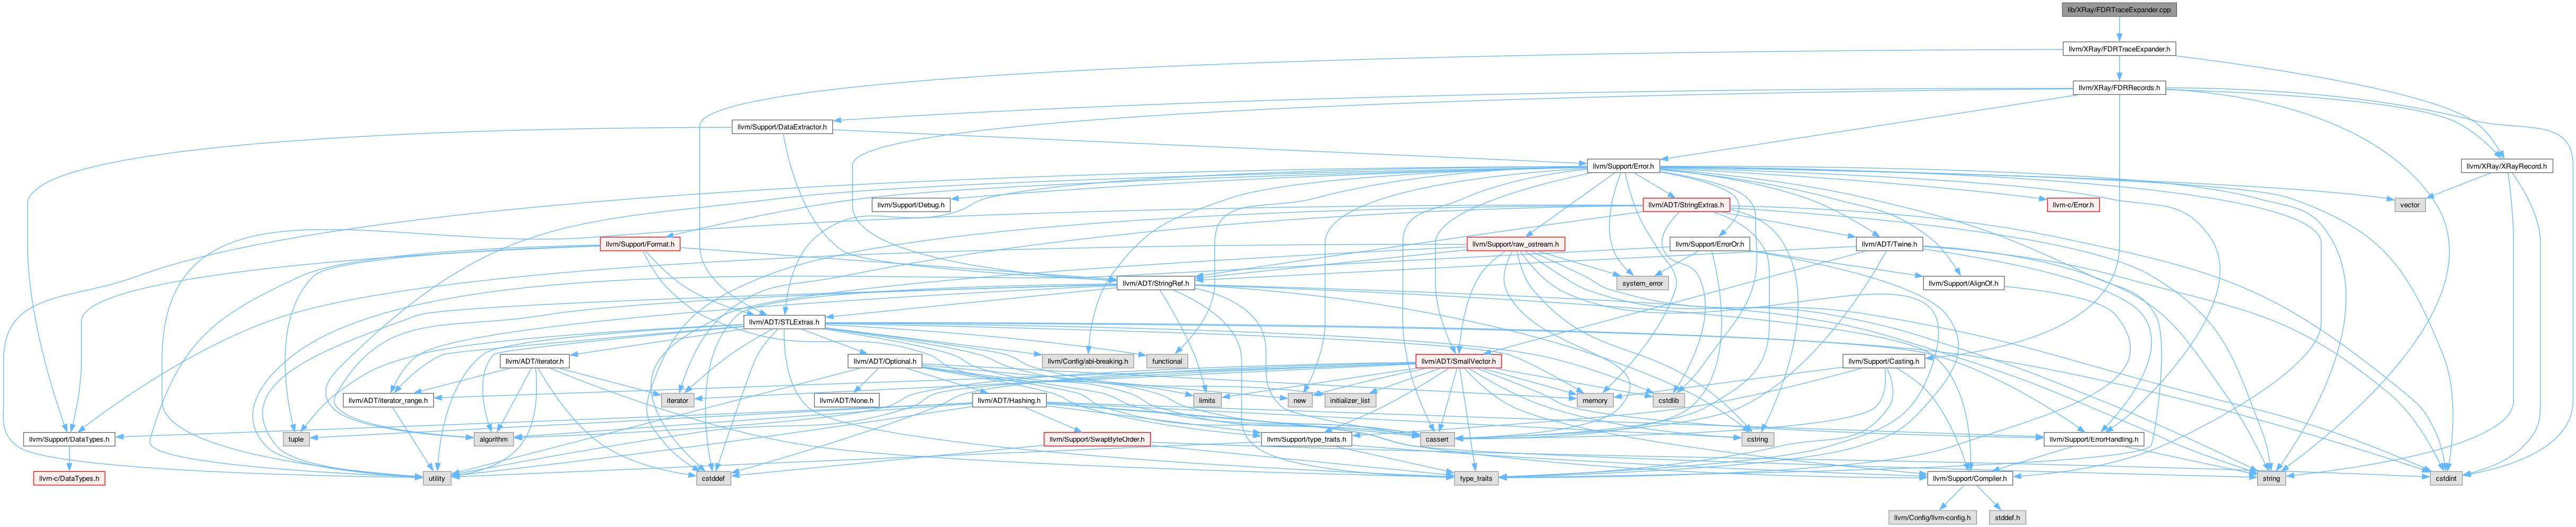 lib/XRay/FDRTraceExpander.cpp
llvm/XRay/FDRTraceExpander.h
llvm/XRay/FDRRecords.h
llvm/Support/DataExtractor.h
llvm/Support/Error.h
llvm/XRay/XRayRecord.h
llvm/Support/Debug.h
llvm/ADT/StringExtras.h
llvm-c/Error.h
vector
llvm/Support/Format.h
llvm/Support/raw_ostream.h
llvm/Support/ErrorOr.h
llvm/ADT/Twine.h
llvm/ADT/StringRef.h
system_error
llvm/Support/AlignOf.h
llvm/ADT/STLExtras.h
llvm/ADT/iterator.h
llvm/ADT/Optional.h
llvm/Config/abi-breaking.h
functional
llvm/ADT/SmallVector.h
llvm/Support/Casting.h
llvm/ADT/iterator_range.h
iterator
llvm/ADT/None.h
llvm/ADT/Hashing.h
limits
new
initializer_list
memory
cstdlib
llvm/Support/DataTypes.h
tuple
algorithm
llvm/Support/SwapByteOrder.h
llvm/Support/type_traits.h
cassert
cstring
llvm/Support/ErrorHandling.h
llvm-c/DataTypes.h
utility
cstddef
type_traits
llvm/Support/Compiler.h
string
cstdint
llvm/Config/llvm-config.h
stddef.h